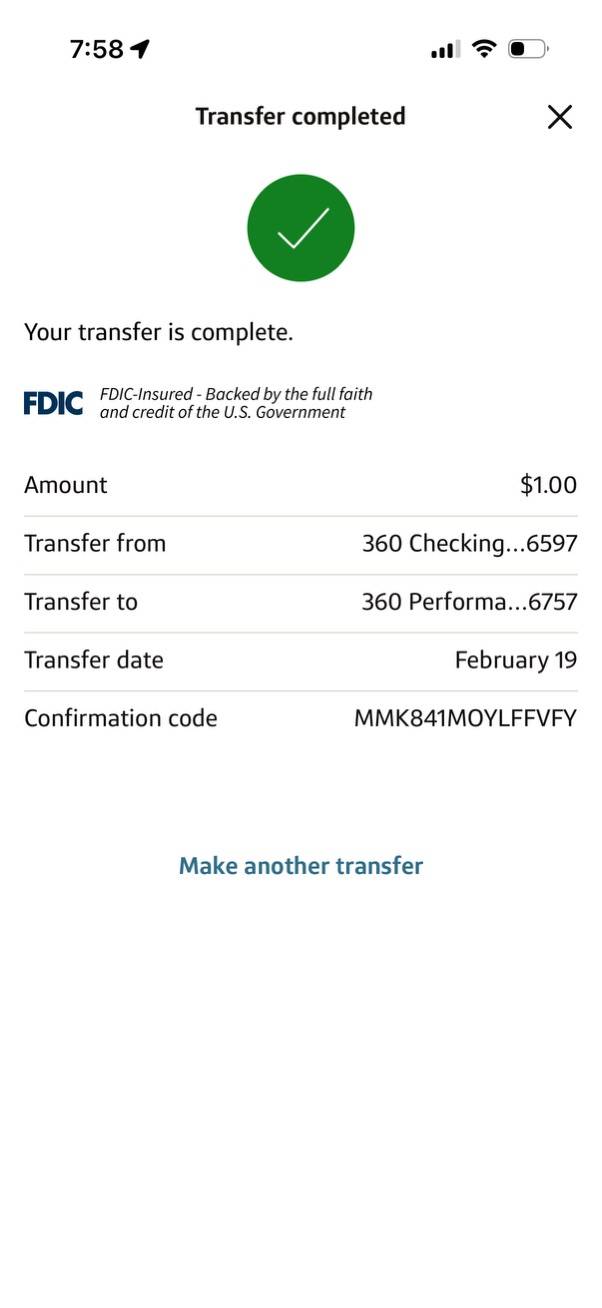 7:58
Transfer completed
Your transfer is complete.
FDIC FDIC-Insured - Backed by the full faith
and credit of the U.S. Government
Amount $1.00
Transfer from 360 Checking...6597
Transfer to 360 Performa...6757
Transfer date February 19
Confirmation code MMK841MOYLFFVFY
Make another transfer